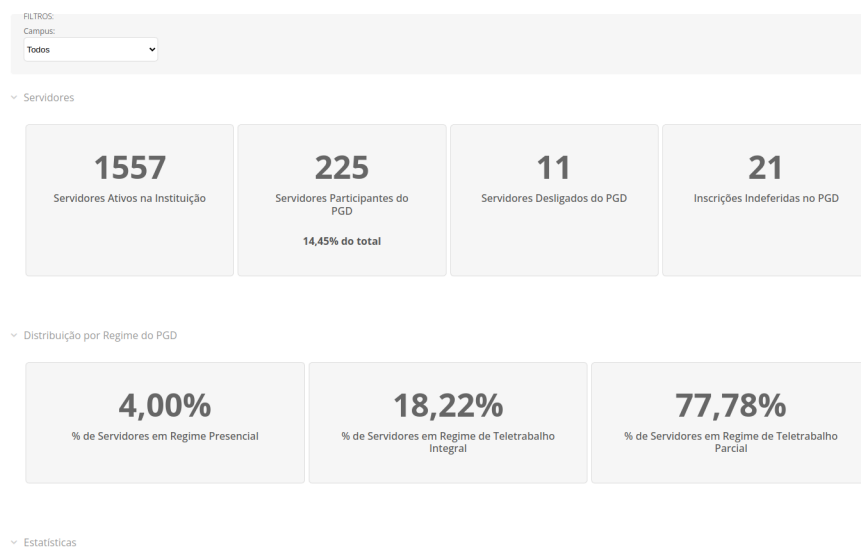 FILTROS:
Campus:
Todos
Servidores
1557
Servidores Ativos na Instituição
225
Servidores Participantes do
PGD
14,45% do total
11
Servidores Desligados do PGD
21
Inscrições Indeferidas no PGD
Distribuição por Regime do PGD
4,00%
% de Servidores em Regime Presencial
18,22%
% de Servidores em Regime de Teletrabalho
Integral
77,78%
% de Servidores em Regime de Teletrabalho
Parcial
Estatísticas